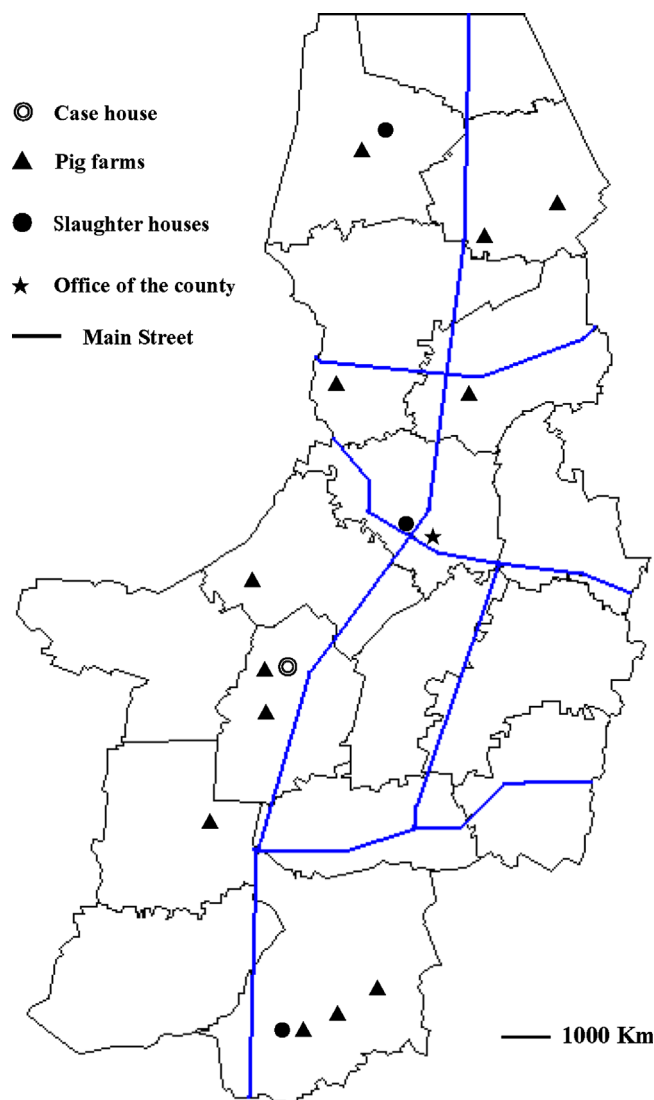 Case house
Pig farms
Slaughter houses
Office of the county
Main Street
1000 Km